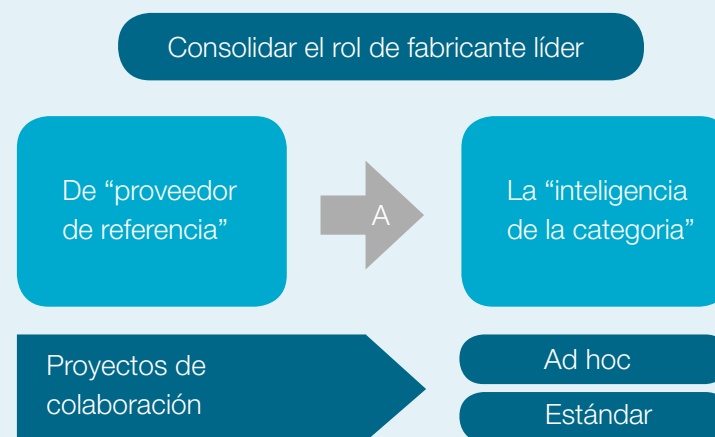 Consolidar el rol de fabricante líder
De “proveedor
de referencia”
A
La “inteligencia
de la categoria”
Proyectos de
colaboración
Ad hoc
Estándar